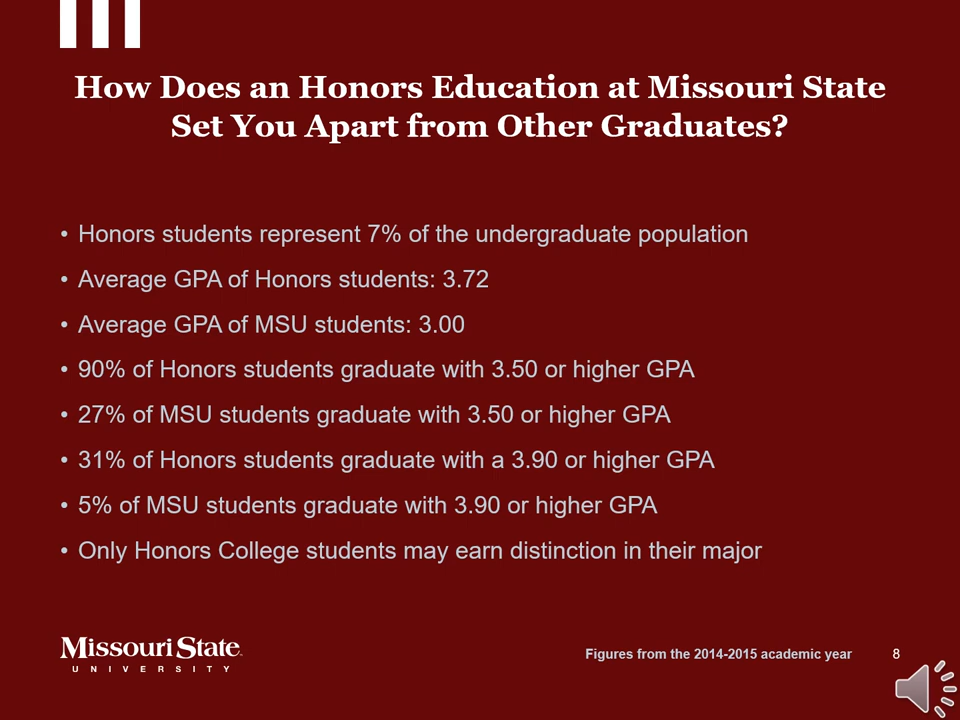 How Does an Honors Education at Missouri State
Set You Apart from Other Graduates?
• Honors students represent 7% of the undergraduate population
• Average GPA of Honors students: 3.72
• Average GPA of MSU students: 3.00
• 90% of Honors students graduate with 3.50 or higher GPA
• 27% of MSU students graduate with 3.50 or higher GPA
• 31% of Honors students graduate with a 3.90 or higher GPA
• 5% of MSU students graduate with 3.90 or higher GPA
• Only Honors College students may earn distinction in their major
Missouri State
UNIVERSITY
Figures from the 2014-2015 academic year
8